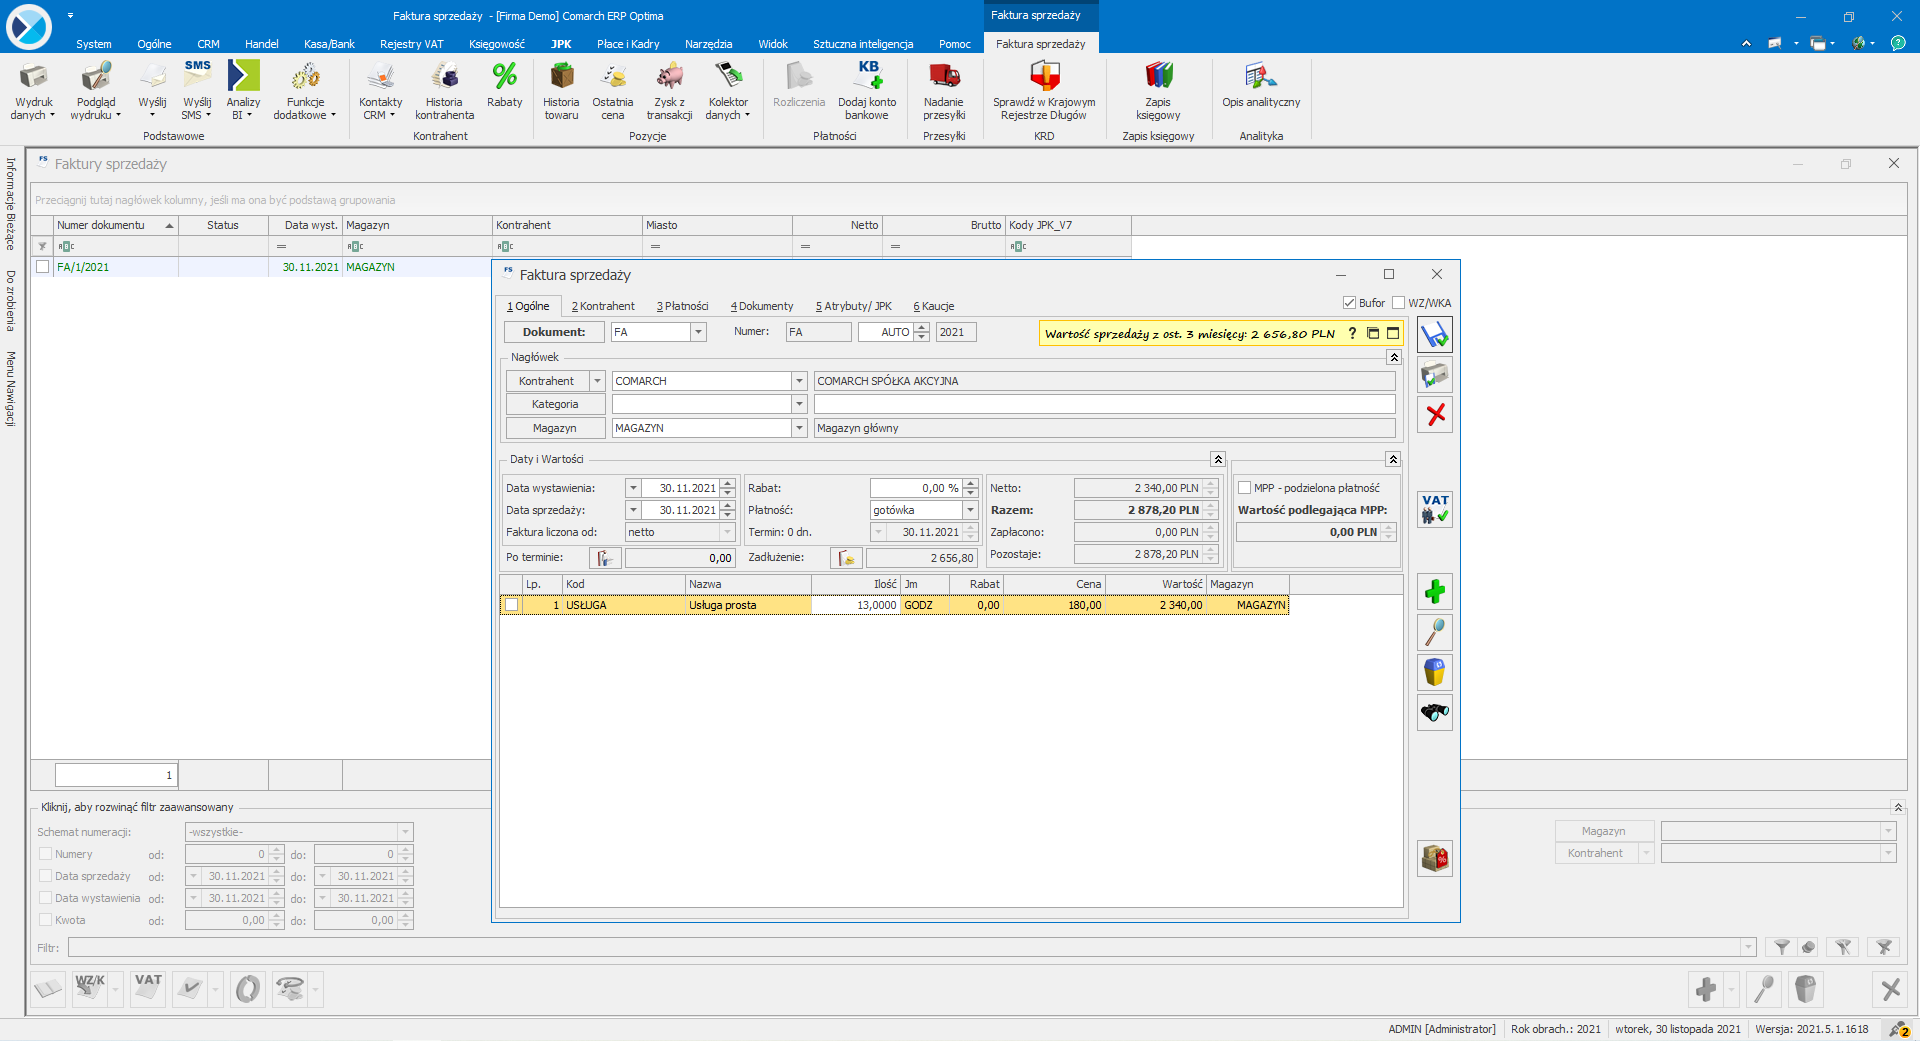 Faktura sprzedaży - [Firma Demo] Comarch ERP Optima
Faktura sprzedaży
System Ogólne CRM Handel Kasa/Bank Rejestry VAT Księgowość JPK Płace i Kadry Narzędzia Widok Sztuczna inteligencja Pomoc Faktura sprzedaży
SMS KB
Wydruk danych Podgląd wydruku Wyślij Wyślij SMS Analizy BI Funkcje dodatkowe Kontakty CRM Historia kontrahenta Rabaty Historia towaru Ostatnia cena Zysk z transakcji Kolektor danych Rozliczenia Dodaj konto bankowe Nadanie przesyłki Sprawdź w Krajowym Rejestrze Długów Zapis księgowy Opis analityczny
Podstawowe Kontrahent Pozycje Płatności Przesyłki KRD Zapis księgowy Analityka
Informacje Bieżące
Do zrobienia
Menu Nawigacji
FS Faktury sprzedaży
Przeciągnij tutaj nagłówek kolumny, jeśli ma ona być podstawą grupowania
Numer dokumentu Status Data wyst. Magazyn Kontrahent Miasto Netto Brutto Kody JPK_V7
FA/1/2021 30.11.2021 MAGAZYN
FS Faktura sprzedaży
1 Ogólne 2 Kontrahent 3 Płatności 4 Dokumenty 5 Atrybuty/ JPK 6 Kaucje Bufor WZ/WKA
Dokument: FA Numer: FA AUTO 2021 Wartość sprzedaży z ost. 3 miesięcy: 2 656,80 PLN ?
Nagłówek
Kontrahent COMARCH COMARCH SPÓŁKA AKCYJNA
Kategoria
Magazyn MAGAZYN Magazyn główny
Daty i Wartości
Data wystawienia: 30.11.2021 Rabat: 0,00 % Netto: 2 340,00 PLN MPP - podzielona płatność
Data sprzedaży: 30.11.2021 Płatność: gotówka Razem: 2 878,20 PLN Wartość podlegająca MPP:
Faktura liczona od: netto Termin: 0 dn. 30.11.2021 Zapłacono: 0,00 PLN 0,00 PLN
Po terminie: 0,00 Zadłużenie: 2 656,80 Pozostaje: 2 878,20 PLN
VAT
Lp. Kod Nazwa Ilość Jm Rabat Cena Wartość Magazyn
1 USŁUGA Usługa prosta 13,0000 GODZ 0,00 180,00 2 340,00 MAGAZYN
1
Kliknij, aby rozwinąć filtr zaawansowany
Schemat numeracji: -wszystkie- Magazyn
Numery od: 0 do: 0 Kontrahent
Data sprzedaży od: 30.11.2021 do: 30.11.2021
Data wystawienia od: 30.11.2021 do: 30.11.2021
Kwota od: 0,00 do: 0,00
Filtr:
WZ/K VAT
ADMIN [Administrator] Rok obrach.: 2021 wtorek, 30 listopada 2021 Wersja: 2021.5.1.1618 2